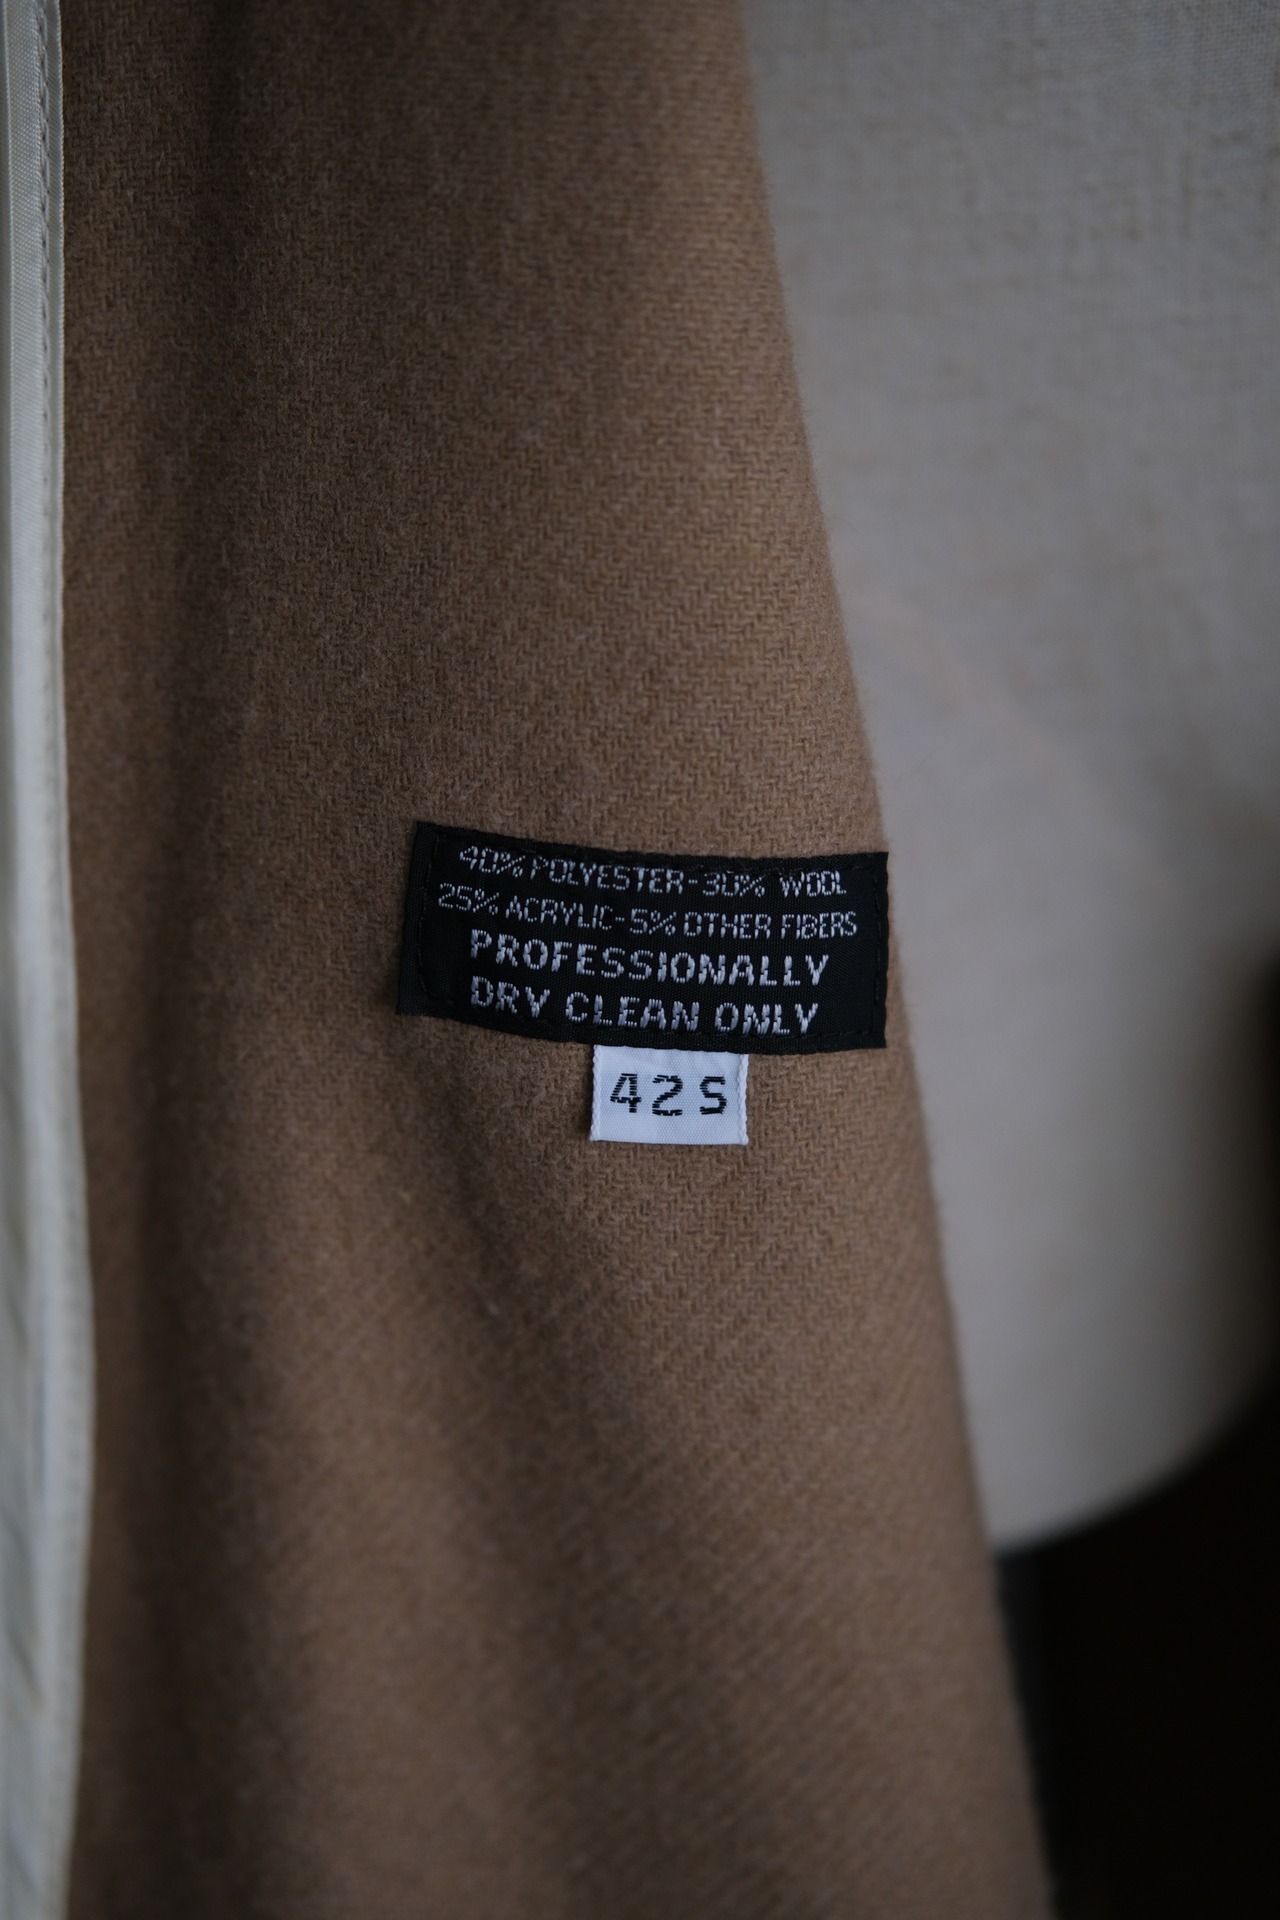 40% POLYESTER-30% WOOL
25% ACRYLIC-5% OTHER FIBERS
PROFESSIONALLY
DRY CLEAN ONLY
42S